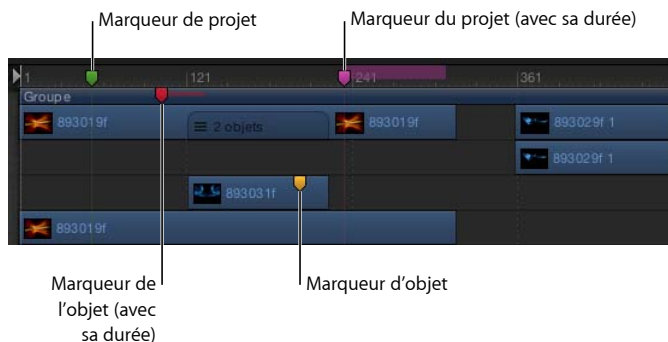 Marqueur de projet
Marqueur du projet (avec sa durée)
1
121
241
361
Groupe
893019f
2 objets
893019f
893029f 1
893029f 1
893031f
893019f
Marqueur de
l'objet (avec
sa durée)
Marqueur d'objet